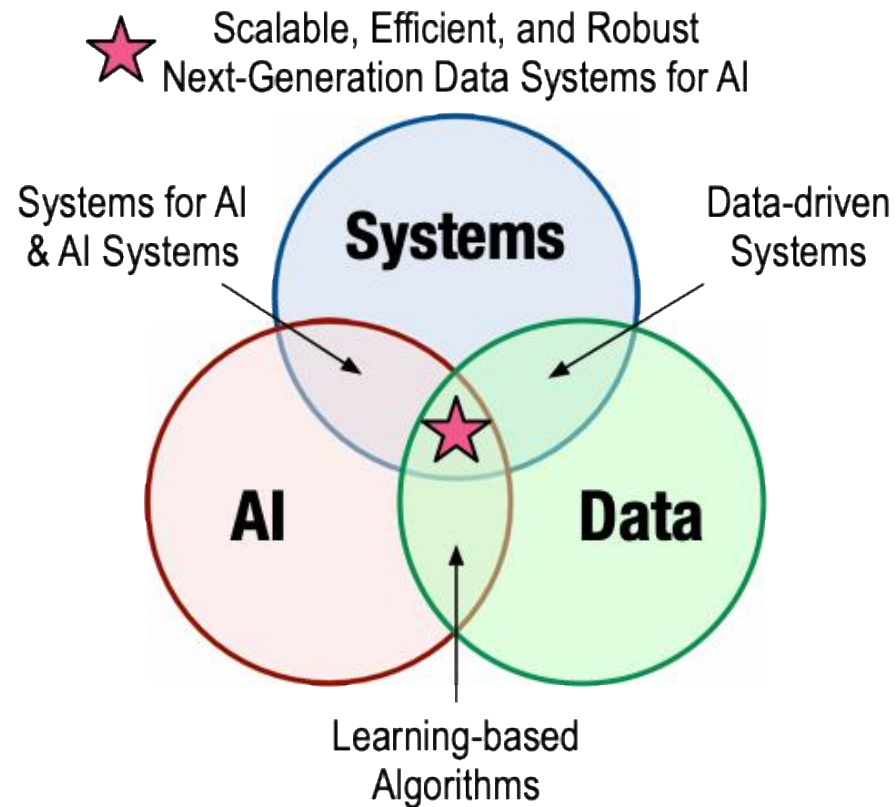 Scalable, Efficient, and Robust
Next-Generation Data Systems for AI
Systems for AI
& AI Systems
Data-driven
Systems
Systems
AI
Data
Learning-based
Algorithms